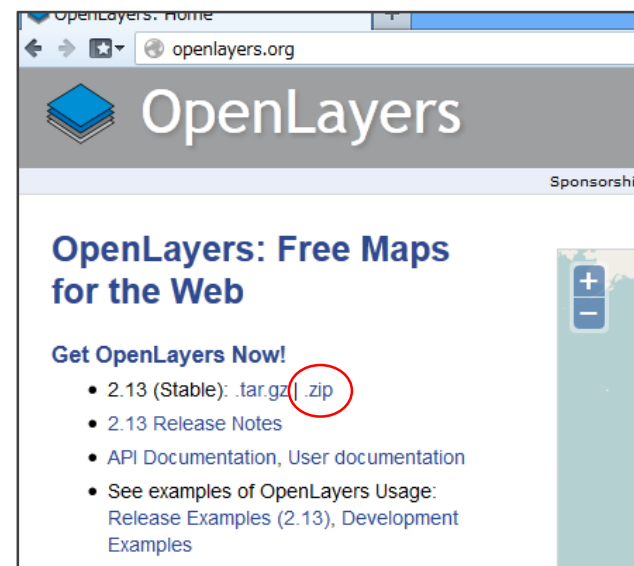 OpenLayers: Home
openlayers.org
OpenLayers
OpenLayers: Free Maps
for the Web
Get OpenLayers Now!
2.13 (Stable): .tar.gz | .zip
2.13 Release Notes
API Documentation, User documentation
See examples of OpenLayers Usage:
Release Examples (2.13), Development
Examples
+
−